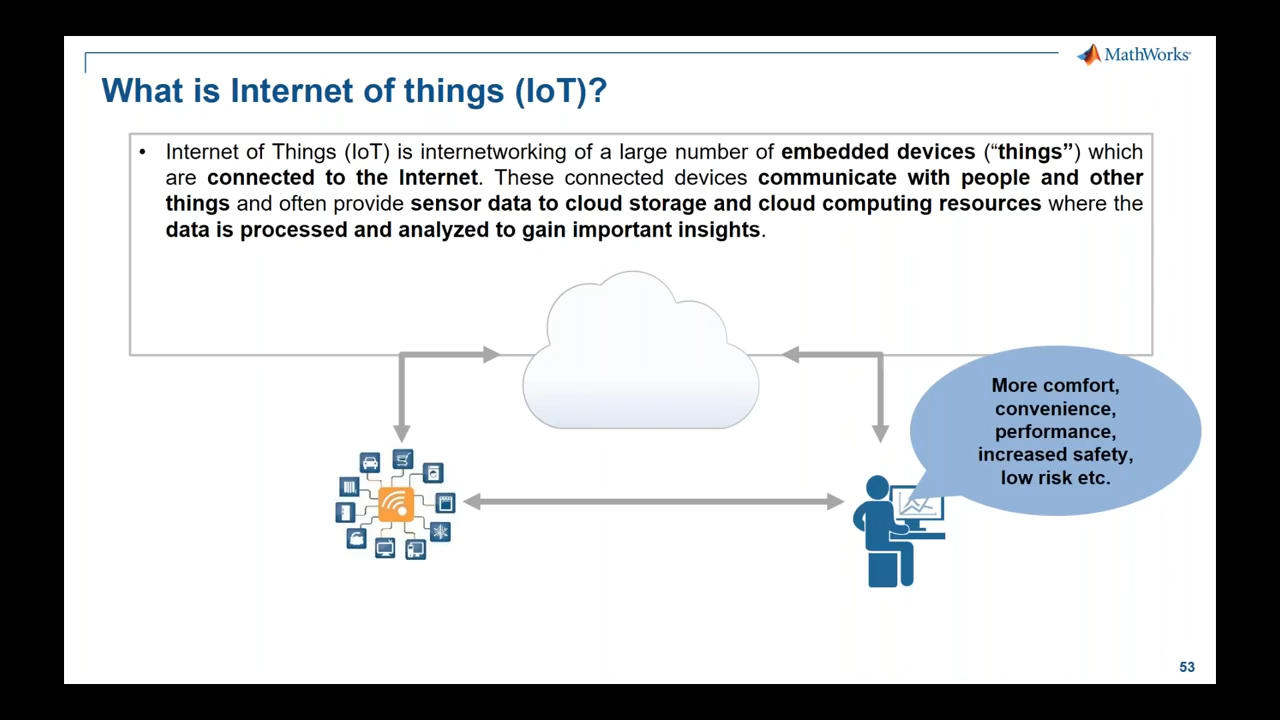 MathWorks
What is Internet of things (IoT)?
• Internet of Things (IoT) is internetworking of a large number of embedded devices (“things”) which
are connected to the Internet. These connected devices communicate with people and other
things and often provide sensor data to cloud storage and cloud computing resources where the
data is processed and analyzed to gain important insights.
More comfort,
convenience,
performance,
increased safety,
low risk etc.
53